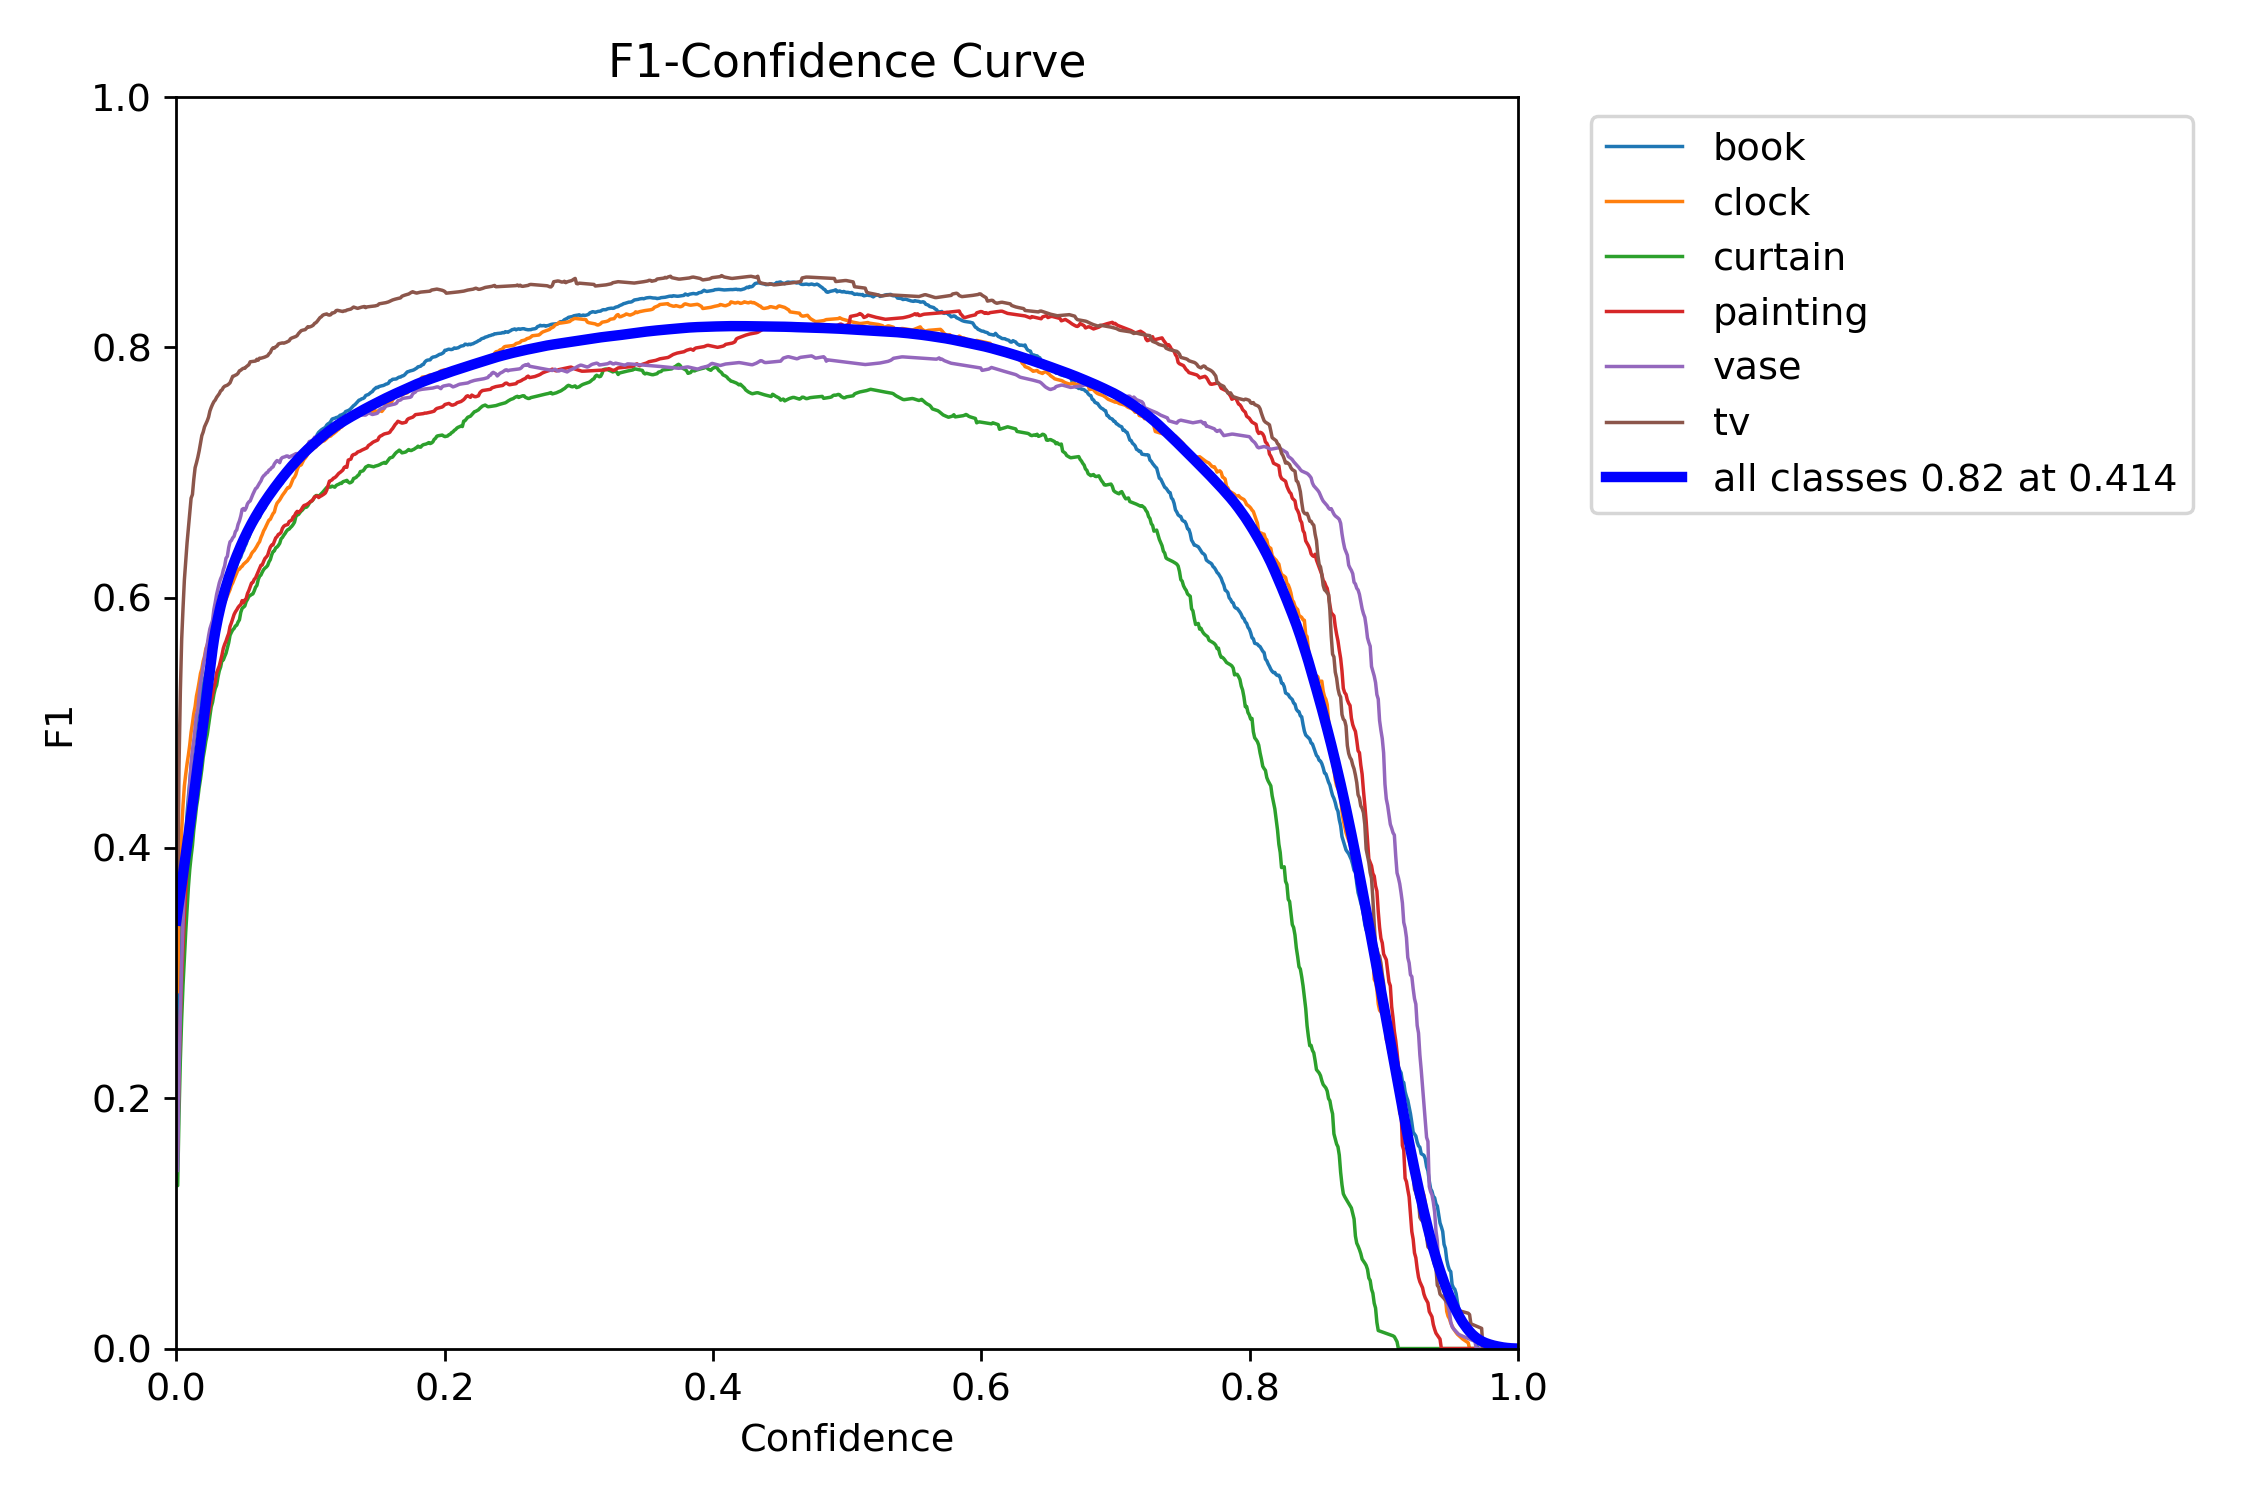 F1-Confidence Curve
1.0
0.8
0.6
0.4
0.2
0.0
F1
0.0 0.2 0.4 0.6 0.8 1.0
Confidence
book
clock
curtain
painting
vase
tv
all classes 0.82 at 0.414